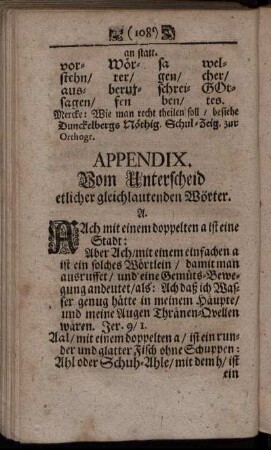 (108)
an statt.
vor- Wör- sa wel-
stehn/ ter/ gen/ cher/
aus- beruf- schrei- GOt-
sagen/ fen ben/ tes.
Mercke: Wie man recht theilen soll / besiehe
Dunckelbergs Nöthig. Schul-Zeig. zur
Orthogr.
APPENDIX.
Vom Unterscheid
etlicher gleichlautenden Wörter.
A.
AAch mit einem doppelten a ist eine
Stadt:
Aber Ach/mit einem einfachen a
ist ein solches Wörtlein / damit man
ausruffet/ und eine Gemüts-Bewe-
gung andeutet/als: Ach daß ich Was-
ser genug hätte in meinem Häupte/
und meine Augen Thränen-Qvellen
wären. Jer. 9/1.
Aal/ mit einem doppelten a/ ist ein run-
der und glatter Fisch ohne Schuppen:
Ahl oder Schuh-Ahle/ mit dem h/ ist
ein